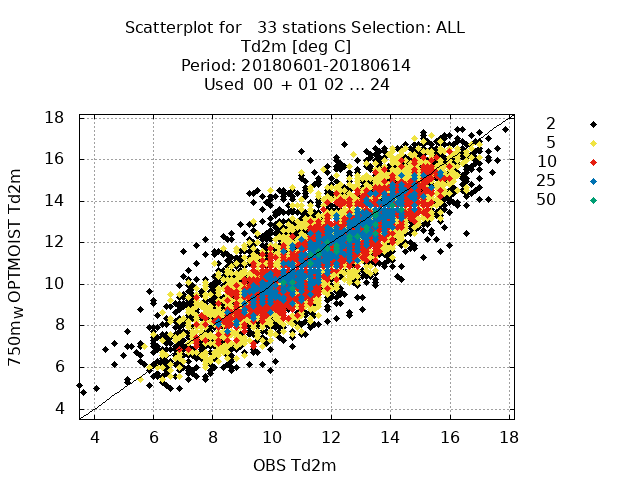 Scatterplot for 33 stations Selection: ALL
Td2m [deg C]
Period: 20180601-20180614
Used 00 + 01 02 ... 24
2
5
10
25
50
18
16
14
12
10
8
6
4
750mw OPTMOIST Td2m
4 6 8 10 12 14 16 18
OBS Td2m